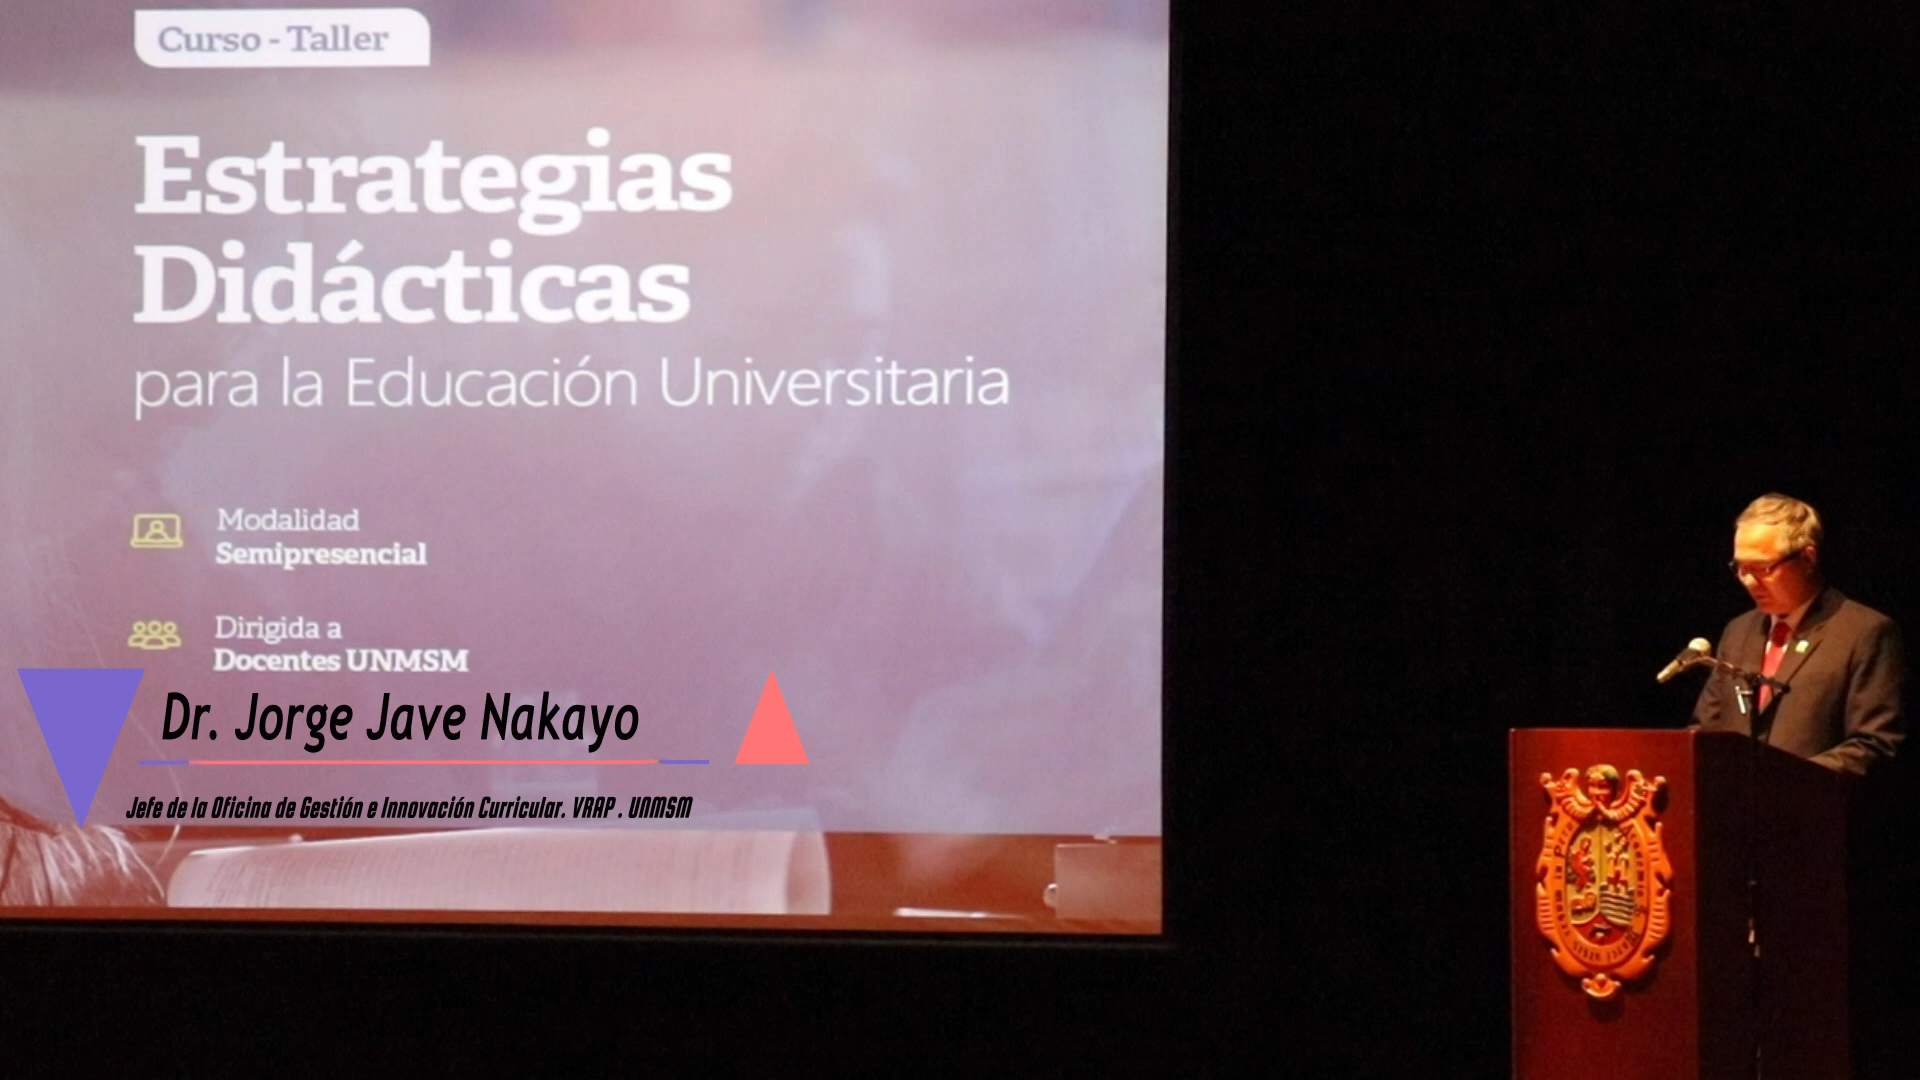 Curso - Taller
Estrategias
Didácticas
para la Educación Universitaria
Modalidad
Semipresencial
Dirigida a
Docentes UNMSM
Dr. Jorge Jave Nakayo
Jefe de la Oficina de Gestión e Innovación Curricular. VRAP . UNMSM